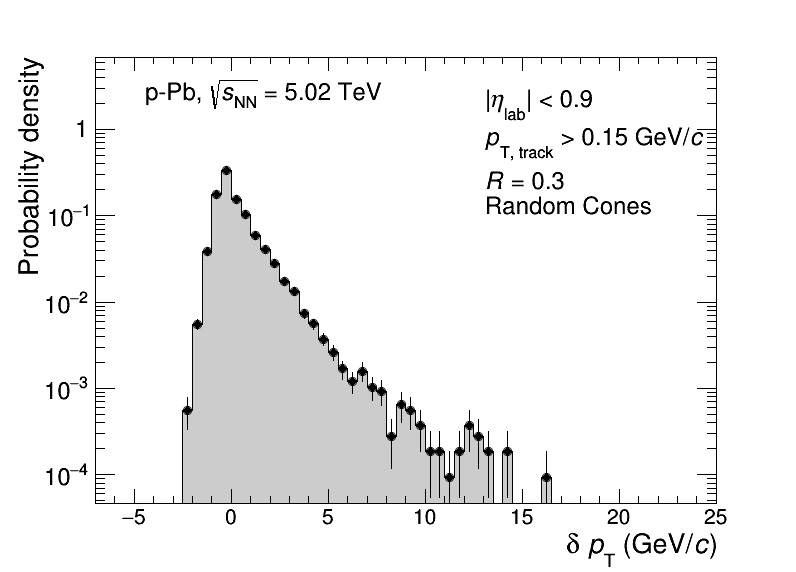 Probability density
p-Pb, √sNN = 5.02 TeV
|ηlab| < 0.9
pT, track > 0.15 GeV/c
R = 0.3
Random Cones
1
10−1
10−2
10−3
10−4
−5 0 5 10 15 20 25
δ pT (GeV/c)